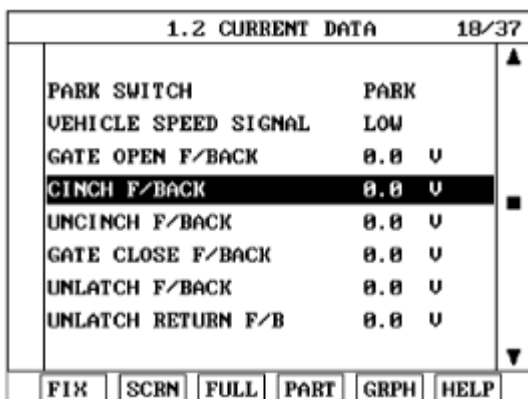 1.2 CURRENT DATA 18/37
PARK SWITCH PARK
VEHICLE SPEED SIGNAL LOW
GATE OPEN F/BACK 0.0 V
CINCH F/BACK 0.0 V
UNCINCH F/BACK 0.0 V
GATE CLOSE F/BACK 0.0 V
UNLATCH F/BACK 0.0 V
UNLATCH RETURN F/B 0.0 V
FIX SCRN FULL PART GRPH HELP